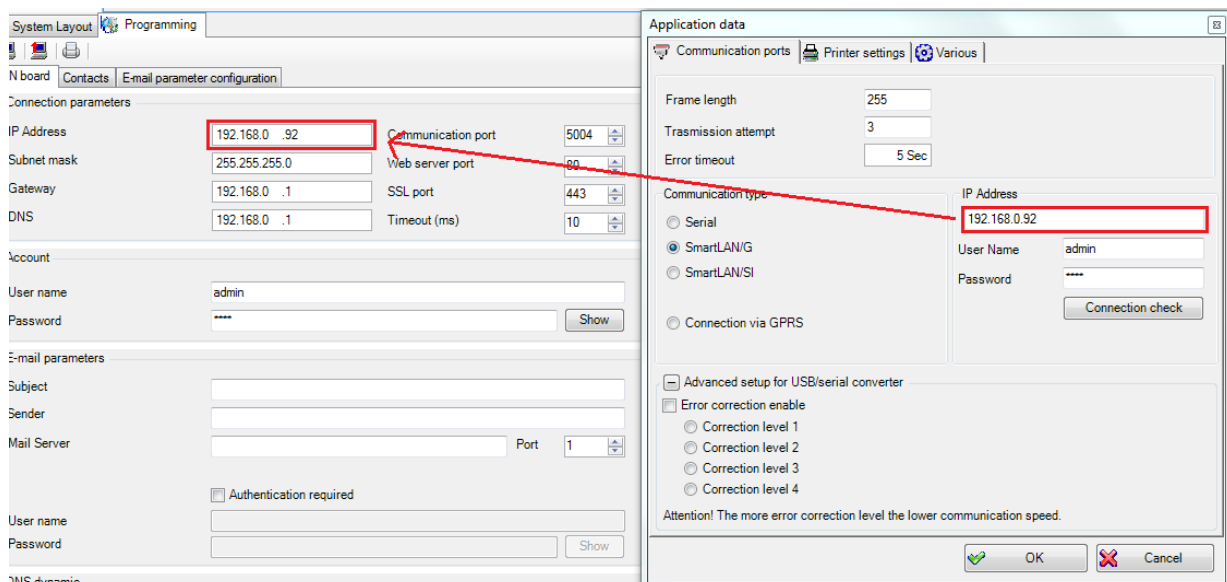 System Layout
Programming
N board
Contacts
E-mail parameter configuration
Connection parameters
IP Address
192.168.0 .92
Communication port
5004
Subnet mask
255.255.255.0
Web server port
80
Gateway
192.168.0 .1
SSL port
443
DNS
192.168.0 .1
Timeout (ms)
10
Account
User name
admin
Password
****
Show
E-mail parameters
Subject
Sender
Mail Server
Port
1
Authentication required
User name
Password
Show
DNS dynamic
Application data
Communication ports
Printer settings
Various
Frame length
255
Trasmission attempt
3
Error timeout
5 Sec
Communication type
Serial
SmartLAN/G
SmartLAN/SI
Connection via GPRS
IP Address
192.168.0.92
User Name
admin
Password
****
Connection check
Advanced setup for USB/serial converter
Error correction enable
Correction level 1
Correction level 2
Correction level 3
Correction level 4
Attention! The more error correction level the lower communication speed.
OK
Cancel